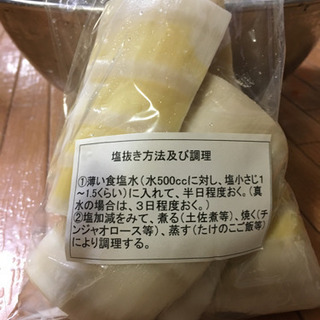 塩抜き方法及び調理
①薄い食塩水（水500ccに対し、塩小さじ1
～1.5くらい）に入れて、半日程度おく。（真
水の場合は、３日程度おく。）
②塩加減をみて、煮る（土佐煮等）、焼く（チ
ンジャオロース等）、蒸す（たけのこご飯等）
により調理する。